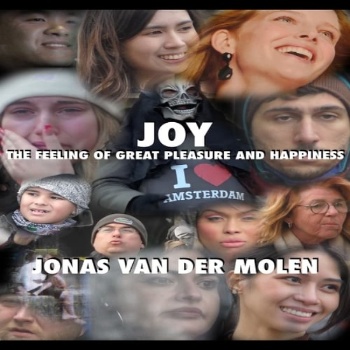 JOY
THE FEELING OF GREAT PLEASURE AND HAPPINESS
I
AMSTERDAM
JONAS VAN DER MOLEN